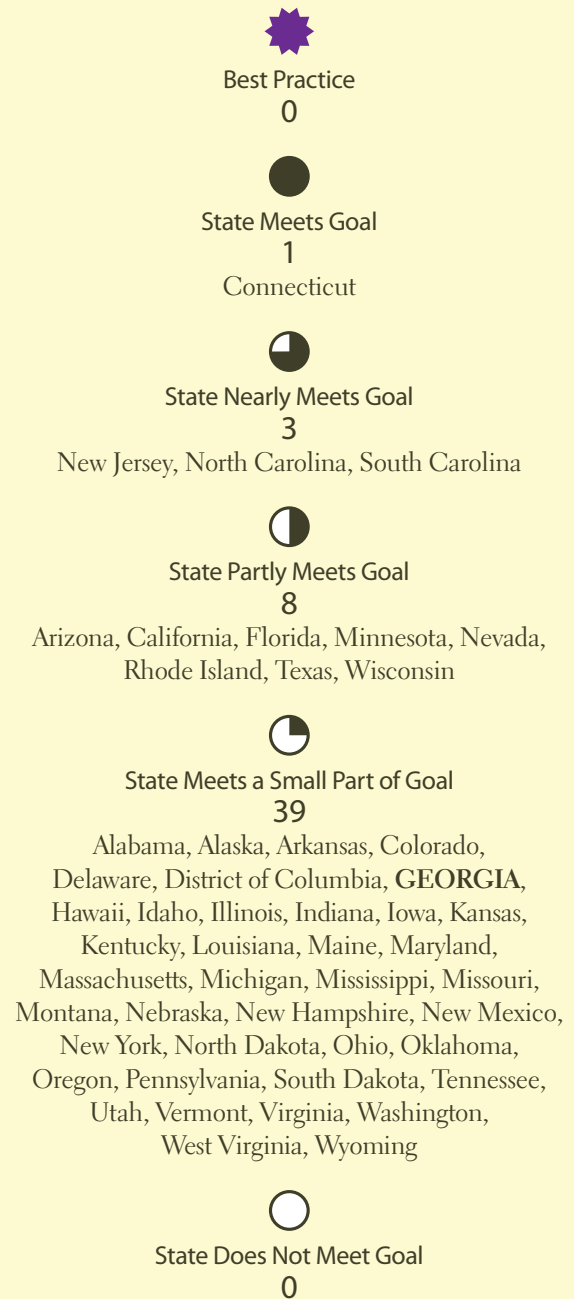 Best Practice
0
State Meets Goal
1
Connecticut
State Nearly Meets Goal
3
New Jersey, North Carolina, South Carolina
State Partly Meets Goal
8
Arizona, California, Florida, Minnesota, Nevada,
Rhode Island, Texas, Wisconsin
State Meets a Small Part of Goal
39
Alabama, Alaska, Arkansas, Colorado,
Delaware, District of Columbia, GEORGIA,
Hawaii, Idaho, Illinois, Indiana, Iowa, Kansas,
Kentucky, Louisiana, Maine, Maryland,
Massachusetts, Michigan, Mississippi, Missouri,
Montana, Nebraska, New Hampshire, New Mexico,
New York, North Dakota, Ohio, Oklahoma,
Oregon, Pennsylvania, South Dakota, Tennessee,
Utah, Vermont, Virginia, Washington,
West Virginia, Wyoming
State Does Not Meet Goal
0